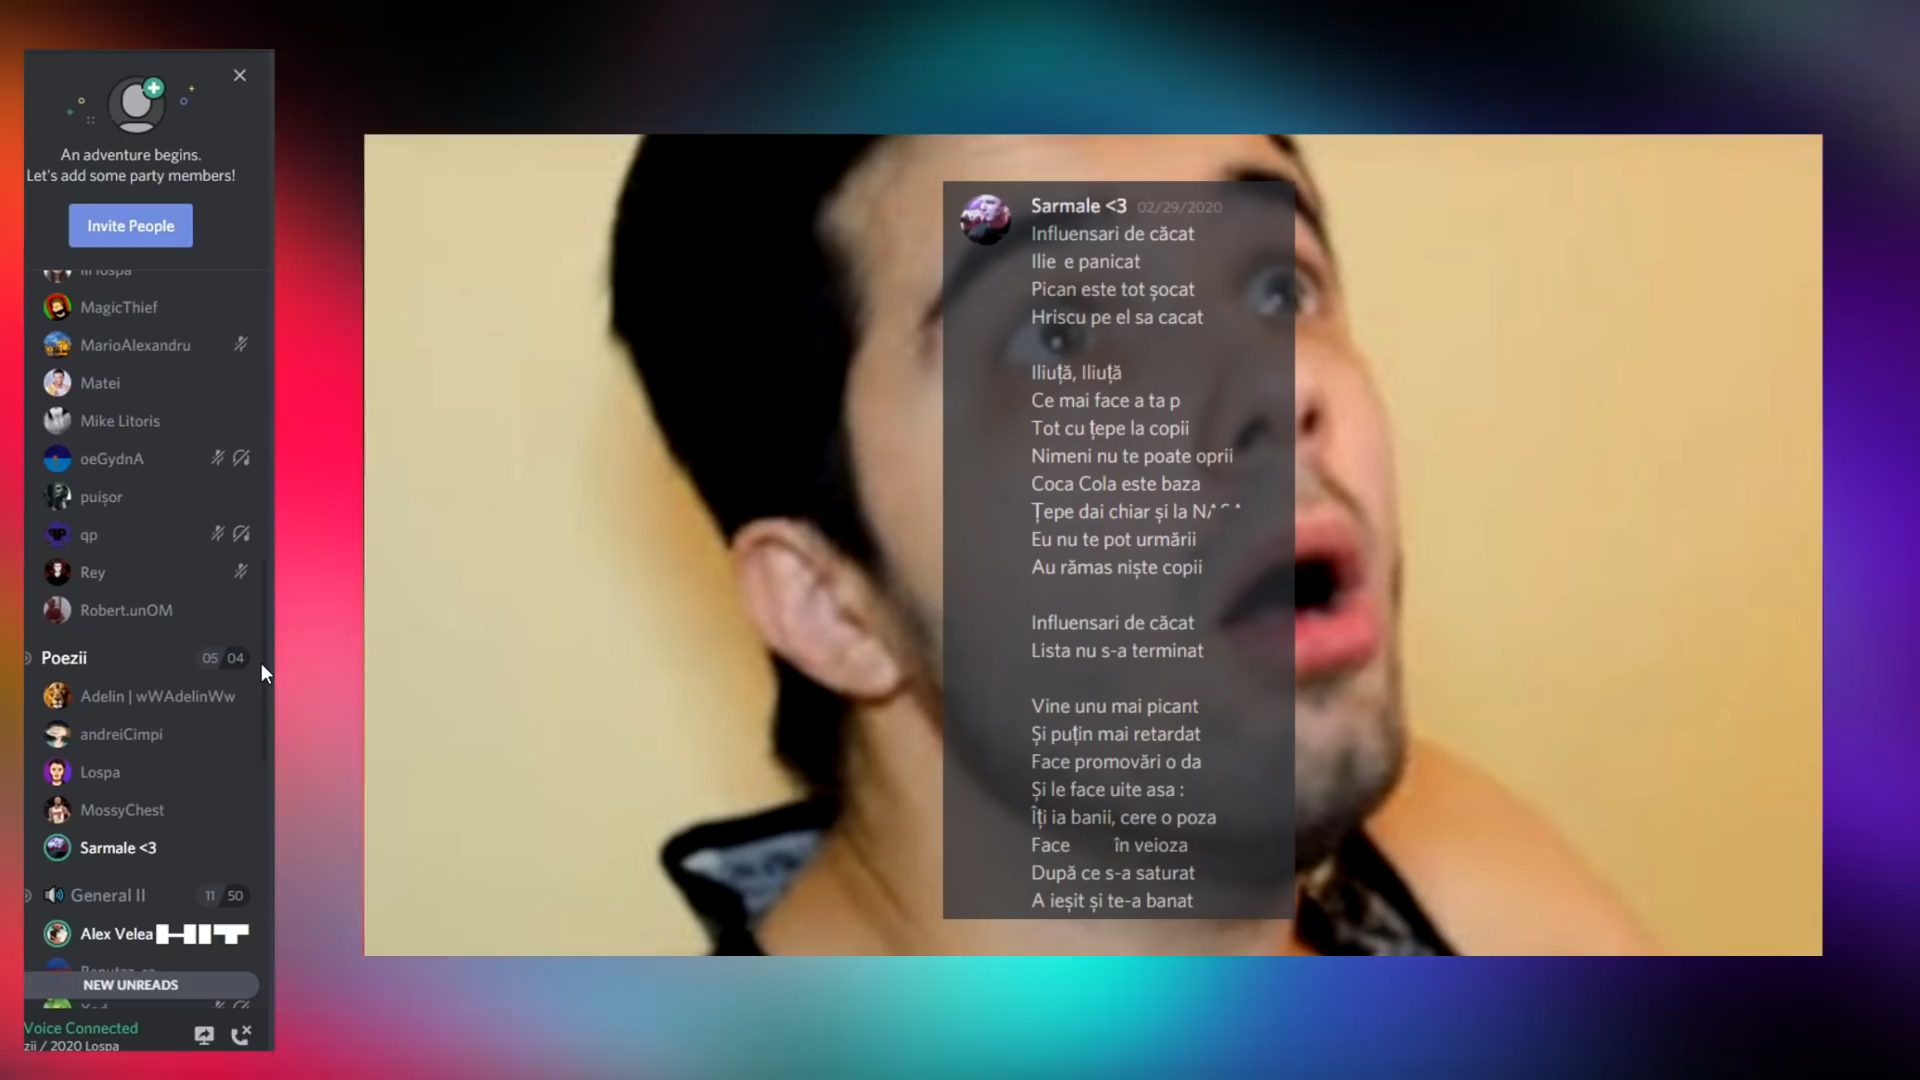 An adventure begins.
Let's add some party members!
Invite People
MagicThief
MarioAlexandru
Matei
Mike Litoris
oeGydnA
puișor
qp
Rey
Robert.unOM
Poezii 05 04
Adelin | wWAdelinWw
andreiCimpi
Lospa
MossyChest
Sarmale <3
General II 11 50
Alex Velea HIT
NEW UNREADS
Voice Connected
zii / 2020 Lospa
Sarmale <3 02/29/2020
Influensari de căcat
Ilie e panicat
Pican este tot șocat
Hriscu pe el sa cacat
Iliuță, Iliuță
Ce mai face a ta p
Tot cu țepe la copii
Nimeni nu te poate oprii
Coca Cola este baza
Țepe dai chiar și la NASA
Eu nu te pot urmării
Au rămas niște copii
Influensari de căcat
Lista nu s-a terminat
Vine unu mai picant
Și puțin mai retardat
Face promovări o da
Și le face uite asa :
Îți ia banii, cere o poza
Face în veioza
După ce s-a saturat
A ieșit și te-a banat